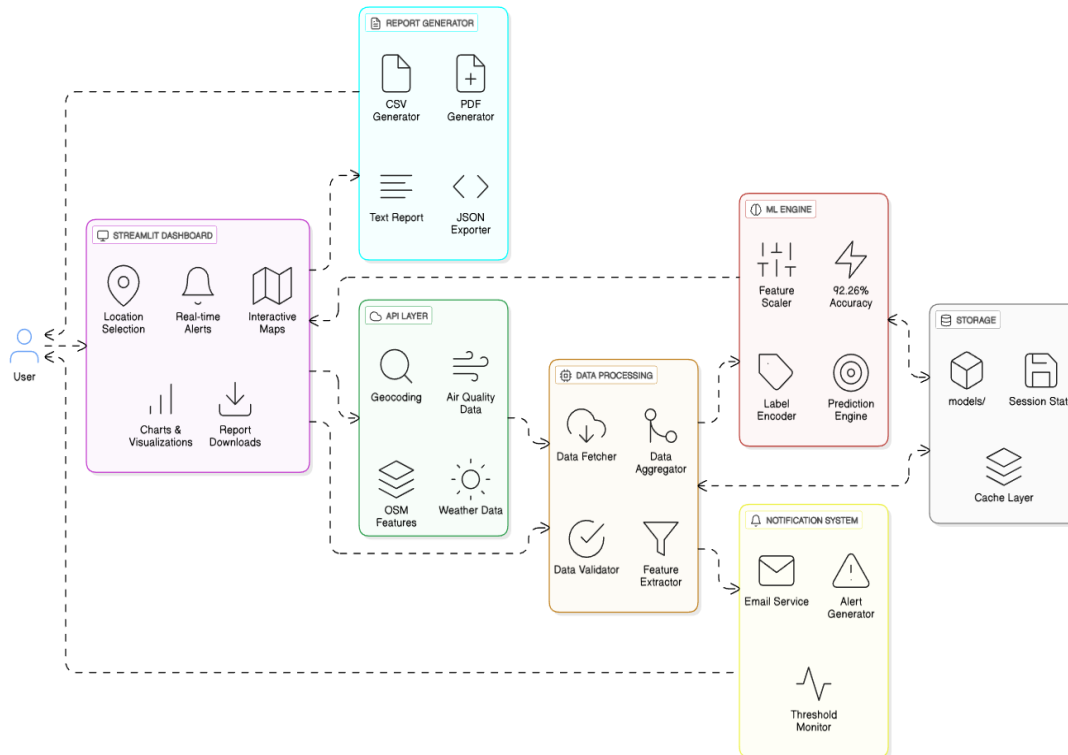 REPORT GENERATOR
CSV
Generator
PDF
Generator
Text Report
JSON
Exporter
STREAMLIT DASHBOARD
Location
Selection
Real-time
Alerts
Interactive
Maps
Charts &
Visualizations
Report
Downloads
User
API LAYER
Geocoding
Air Quality
Data
OSM
Features
Weather Data
DATA PROCESSING
Data Fetcher
Data
Aggregator
Data Validator
Feature
Extractor
ML ENGINE
Feature
Scaler
92.26%
Accuracy
Label
Encoder
Prediction
Engine
STORAGE
models/
Session Stat
Cache Layer
NOTIFICATION SYSTEM
Email Service
Alert
Generator
Threshold
Monitor